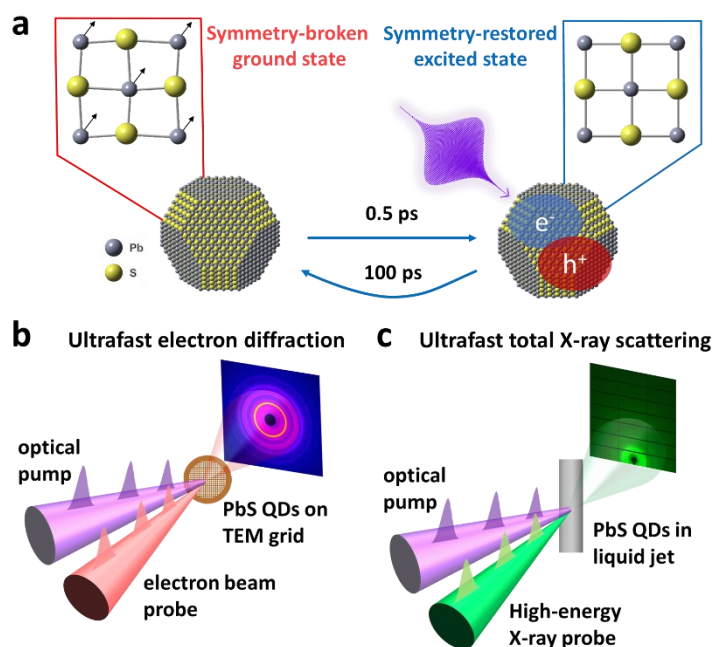 a
Symmetry-broken
ground state
Symmetry-restored
excited state
Pb
S
0.5 ps
100 ps
e-
h+
b
Ultrafast electron diffraction
optical
pump
PbS QDs on
TEM grid
electron beam
probe
c
Ultrafast total X-ray scattering
optical
pump
PbS QDs in
liquid jet
High-energy
X-ray probe